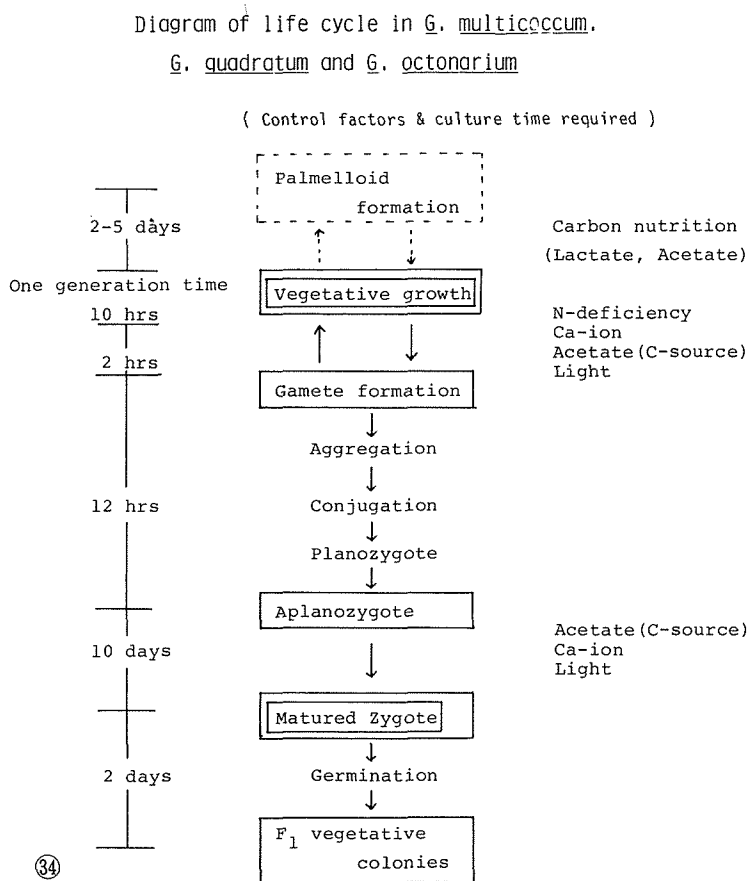 Diagram of life cycle in G. multicoccum,
G. quadratum and G. octonarium
( Control factors & culture time required )
Palmelloid
formation
2-5 days
Carbon nutrition
(Lactate, Acetate)
One generation time
Vegetative growth
10 hrs
N-deficiency
Ca-ion
2 hrs
Acetate(C-source)
Light
Gamete formation
Aggregation
12 hrs
Conjugation
Planozygote
Aplanozygote
Acetate(C-source)
10 days
Ca-ion
Light
Matured Zygote
2 days
Germination
F1 vegetative
colonies
34